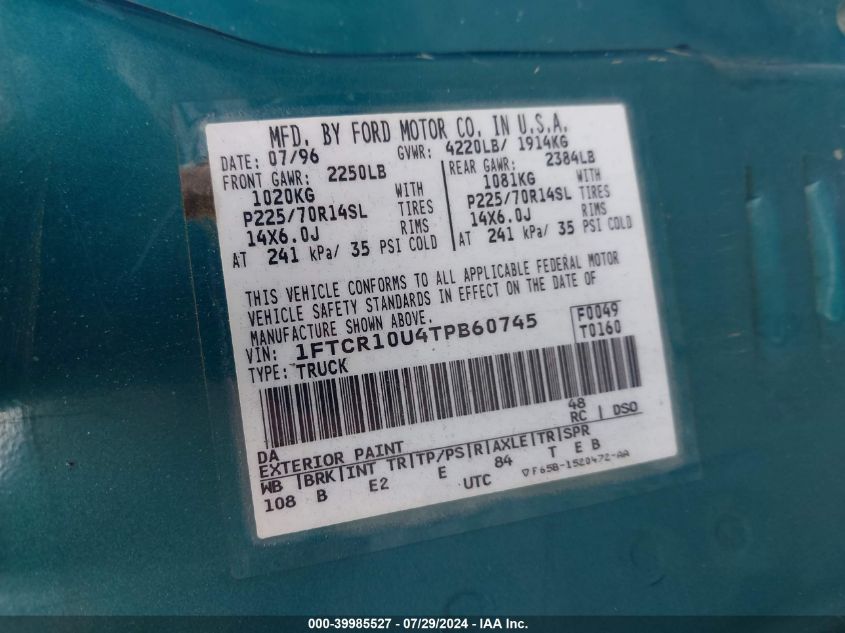 MFD. BY FORD MOTOR CO. IN U.S.A.
DATE: 07/96 GVWR: 4220LB/ 1914KG
FRONT GAWR: 2250LB REAR GAWR: 2384LB
1020KG WITH 1081KG WITH
P225/70R14SL TIRES P225/70R14SL TIRES
14X6.0J RIMS 14X6.0J RIMS
AT 241 kPa/ 35 PSI COLD AT 241 kPa/ 35 PSI COLD
THIS VEHICLE CONFORMS TO ALL APPLICABLE FEDERAL MOTOR
VEHICLE SAFETY STANDARDS IN EFFECT ON THE DATE OF
MANUFACTURE SHOWN ABOVE.
VIN: 1FTCR10U4TPB60745 F0049
TYPE: TRUCK T0160
48
DA RC | DSO
EXTERIOR PAINT
WB |BRK|INT TR|TP/PS|R|AXLE|TR|SPR
108 B E2 E 84 T E B
UTC ▽F65B-1520472-AA
000-39985527 - 07/29/2024 - IAA Inc.